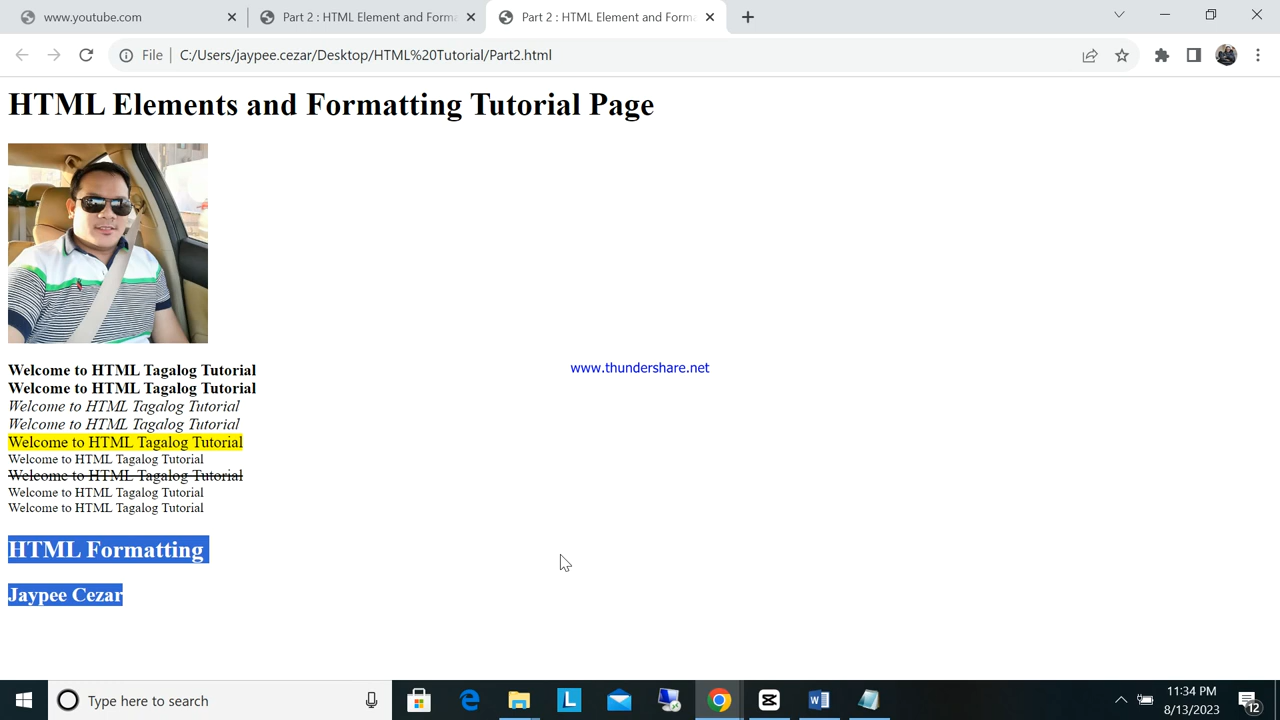 www.youtube.com
Part 2 : HTML Element and Forma
Part 2 : HTML Element and Forma
File
C:/Users/jaypee.cezar/Desktop/HTML%20Tutorial/Part2.html
HTML Elements and Formatting Tutorial Page
Welcome to HTML Tagalog Tutorial
www.thundershare.net
Welcome to HTML Tagalog Tutorial
Welcome to HTML Tagalog Tutorial
Welcome to HTML Tagalog Tutorial
Welcome to HTML Tagalog Tutorial
Welcome to HTML Tagalog Tutorial
Welcome to HTML Tagalog Tutorial
Welcome to HTML Tagalog Tutorial
Welcome to HTML Tagalog Tutorial
HTML Formatting
Jaypee Cezar
Type here to search
L
W
11:34 PM
8/13/2023
12